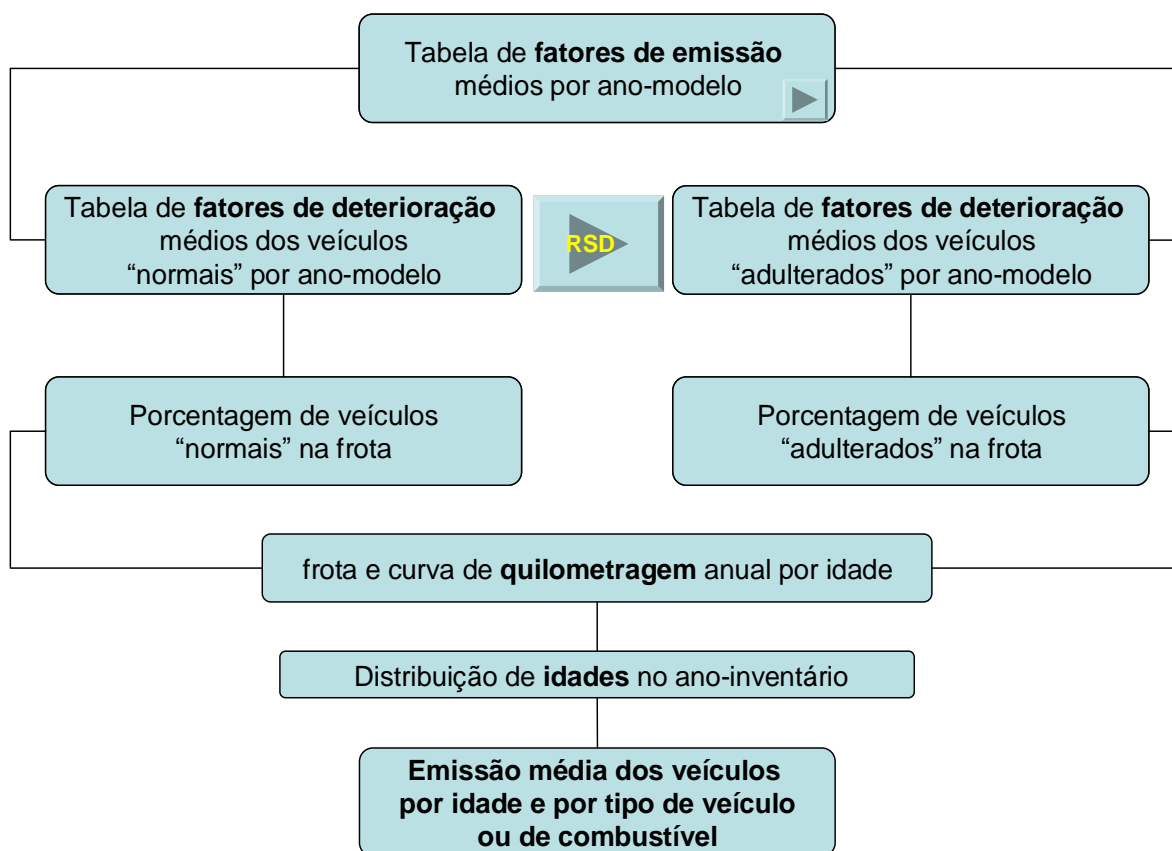 Tabela de fatores de emissão
médios por ano-modelo
Tabela de fatores de deterioração
médios dos veículos
“normais” por ano-modelo
RSD
Tabela de fatores de deterioração
médios dos veículos
“adulterados” por ano-modelo
Porcentagem de veículos
“normais” na frota
Porcentagem de veículos
“adulterados” na frota
frota e curva de quilometragem anual por idade
Distribuição de idades no ano-inventário
Emissão média dos veículos
por idade e por tipo de veículo
ou de combustível